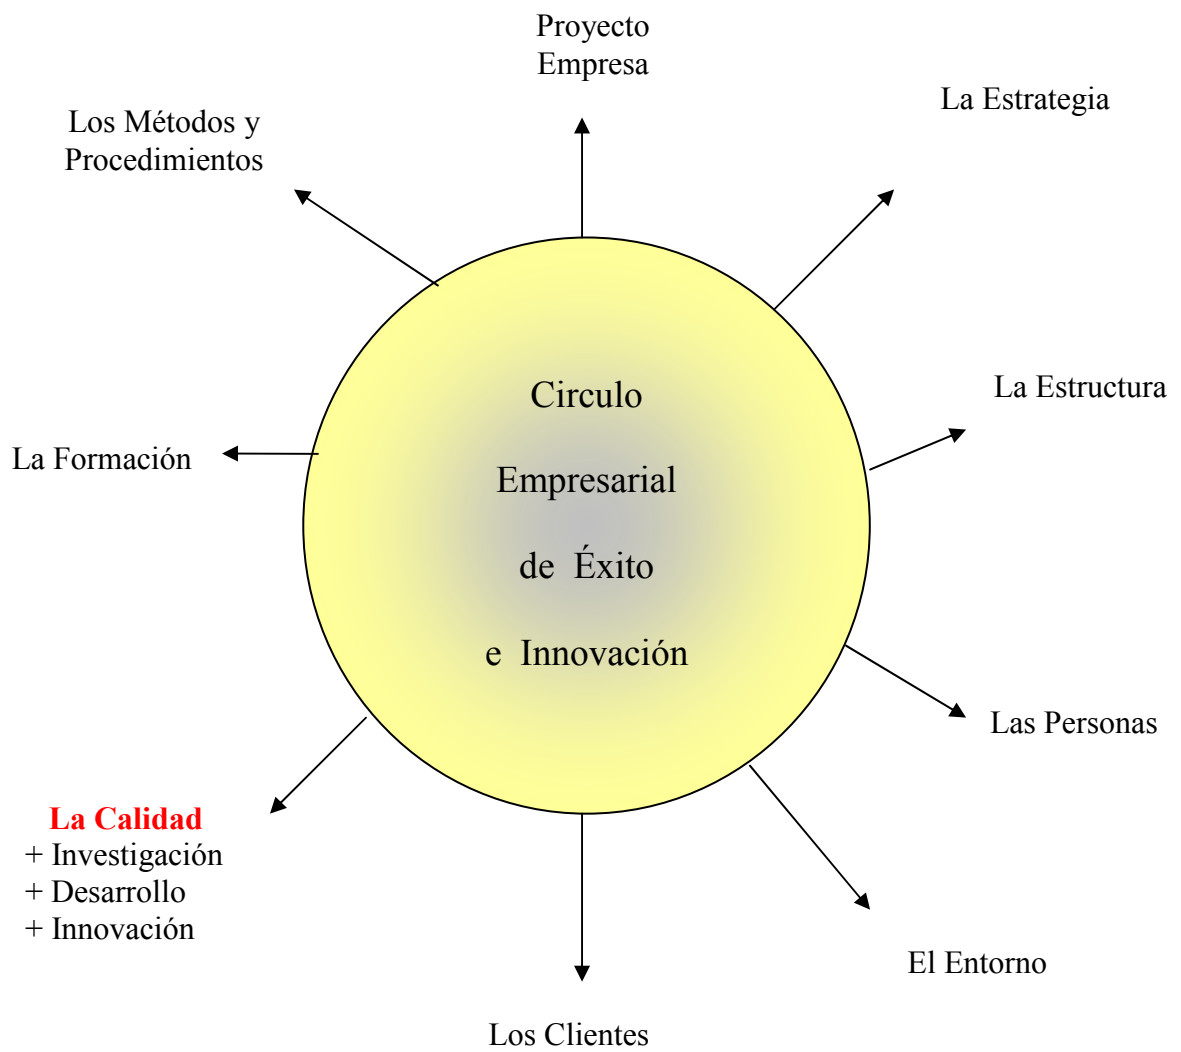 Proyecto
Empresa
La Estrategia
Los Métodos y
Procedimientos
La Estructura
Circulo
Empresarial
de Éxito
e Innovación
La Formación
Las Personas
La Calidad
+ Investigación
+ Desarrollo
+ Innovación
El Entorno
Los Clientes